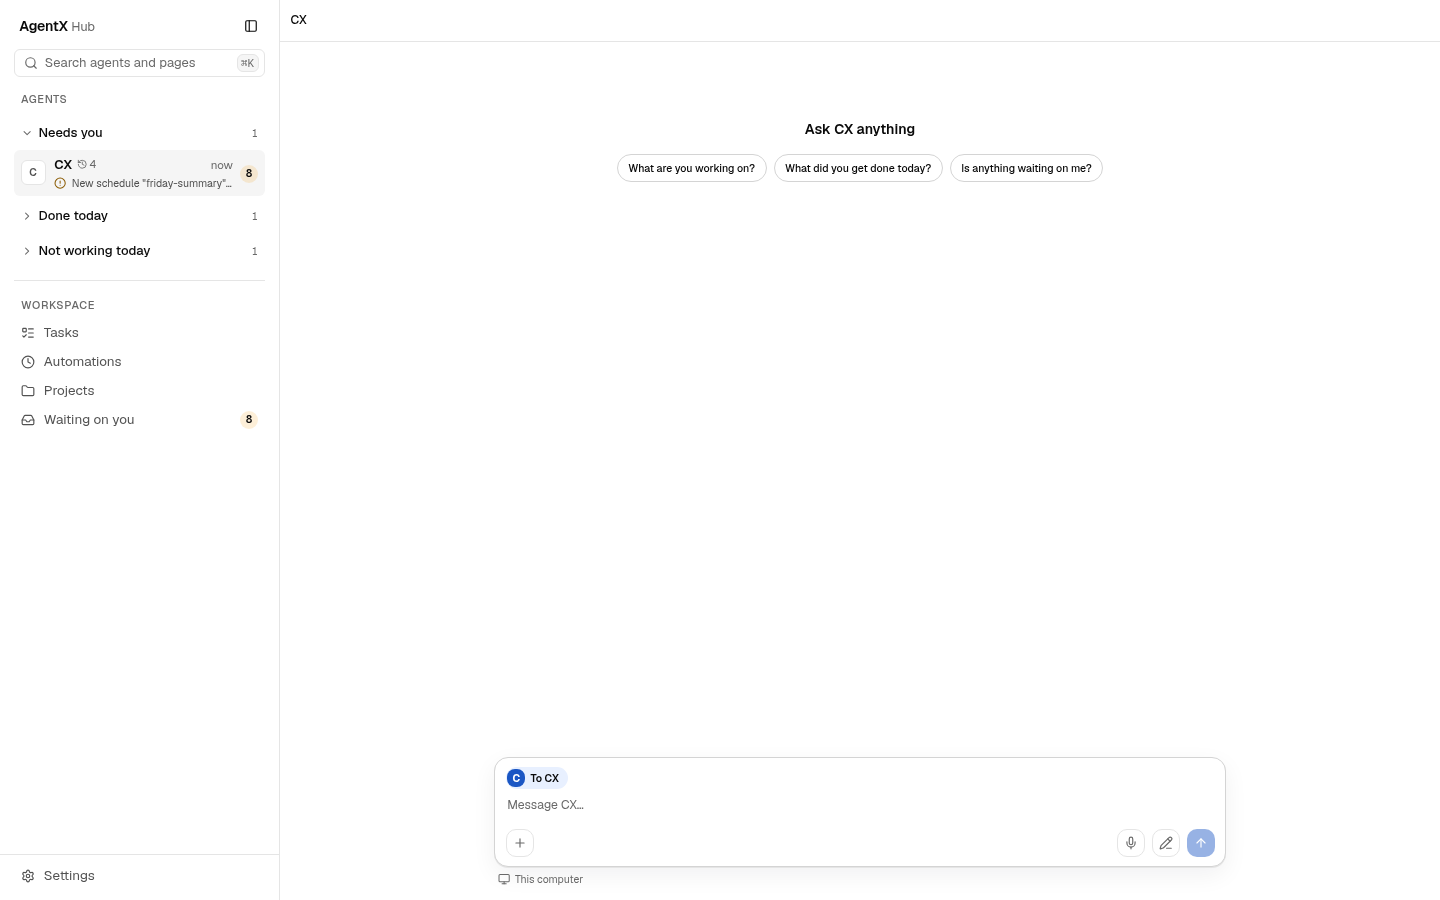 AgentX Hub
Search agents and pages ⌘K
AGENTS
Needs you 1
C CX 4 now
New schedule "friday-summary"… 8
Done today 1
Not working today 1
WORKSPACE
Tasks
Automations
Projects
Waiting on you 8
Settings
CX
Ask CX anything
What are you working on? What did you get done today? Is anything waiting on me?
C To CX
Message CX…
This computer